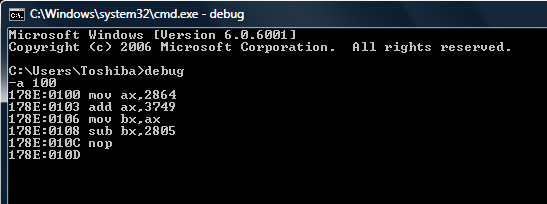 C:\Windows\system32\cmd.exe - debug
Microsoft Windows [Version 6.0.6001]
Copyright (c) 2006 Microsoft Corporation.  All rights reserved.
C:\Users\Toshiba>debug
-a 100
178E:0100 mov ax,2864
178E:0103 add ax,3749
178E:0106 mov bx,ax
178E:0108 sub bx,2805
178E:010C nop
178E:010D